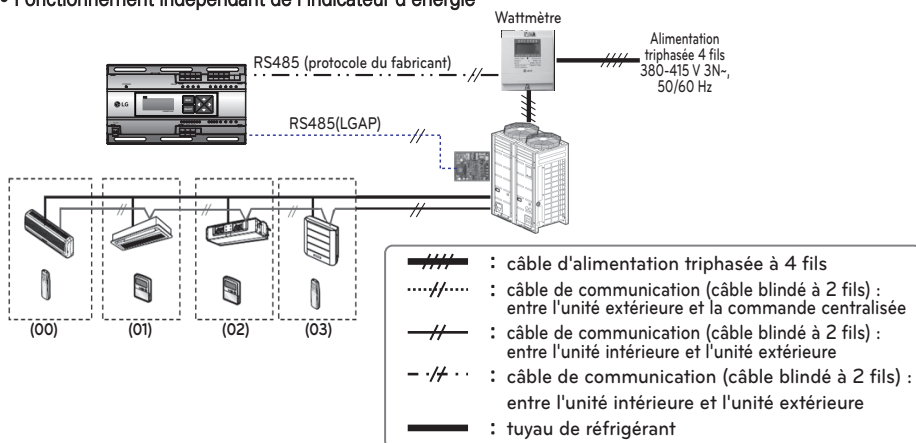 • Fonctionnement indépendant de l'indicateur d'énergie
Wattmètre
Alimentation
triphasée 4 fils
380-415 V 3N~,
50/60 Hz
RS485 (protocole du fabricant)
LG
RS485(LGAP)
(00)
(01)
(02)
(03)
: câble d'alimentation triphasée à 4 fils
: câble de communication (câble blindé à 2 fils) :
entre l'unité extérieure et la commande centralisée
: câble de communication (câble blindé à 2 fils) :
entre l'unité intérieure et l'unité extérieure
: câble de communication (câble blindé à 2 fils) :
entre l'unité intérieure et l'unité extérieure
: tuyau de réfrigérant